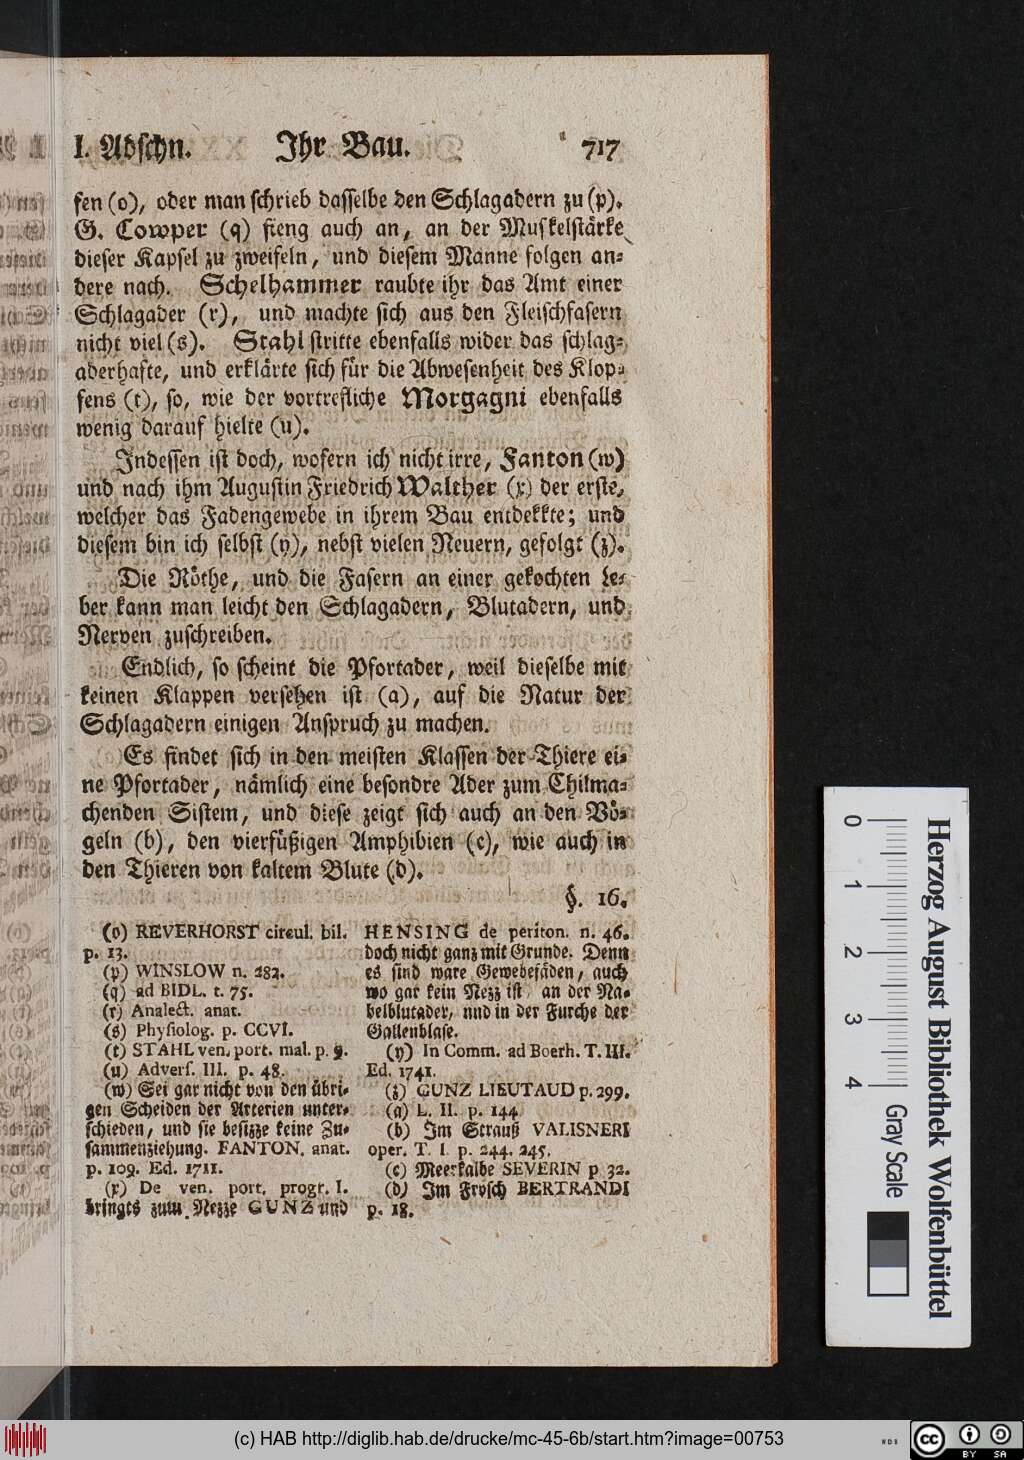 I. Abschn. Ihr Bau. 717
sen (o), oder man schrieb dasselbe den Schlagadern zu (p).
G. Cowper (q) fieng auch an, an der Muskelstärke
dieser Kapsel zu zweifeln, und diesem Manne folgen an=
dere nach. Schelhammer raubte ihr das Amt einer
Schlagader (r), und machte sich aus den Fleischfasern
nicht viel (s). Stahl stritte ebenfalls wider das schlag=
aderhafte, und erklärte sich für die Abwesenheit des Klop=
fens (t), so, wie der vortrefliche Morgagni ebenfalls
wenig darauf hielte (u).
Indessen ist doch, wofern ich nicht irre, Fanton (w)
und nach ihm Augustin Friedrich Walther (x) der erste,
welcher das Fadengewebe in ihrem Bau entdekkte; und
diesem bin ich selbst (y), nebst vielen Neuern, gefolgt (z).
Die Röthe, und die Fasern an einer gekochten Le=
ber kann man leicht den Schlagadern, Blutadern, und
Nerven zuschreiben.
Endlich, so scheint die Pfortader, weil dieselbe mit
keinen Klappen versehen ist (a), auf die Natur der
Schlagadern einigen Anspruch zu machen.
Es findet sich in den meisten Klassen der Thiere ei=
ne Pfortader, nämlich eine besondre Ader zum Chilma=
chenden Sistem, und diese zeigt sich auch an den Vö=
geln (b), den vierfüßigen Amphibien (c), wie auch in
den Thieren von kaltem Blute (d).
§. 16.
(o) REVERHORST circul. bil.
p. 13.
(p) WINSLOW n. 282.
(q) ad BIDL. t. 75.
(r) Analect. anat.
(s) Physiolog. p. CCVI.
(t) STAHL ven. port. mal. p. 9.
(u) Advers. III. p. 48.
(w) Sei gar nicht von den übri=
gen Scheiden der Arterien unter=
schieden, und sie besizze keine Zu=
sammenziehung. FANTON. anat.
p. 109. Ed. 1711.
(x) De ven. port. progr. I.
bringts zum Nezze GUNZ und
HENSING de periton. n. 46.
doch nicht ganz mit Grunde. Denn
es sind ware Gewebefäden, auch
wo gar kein Nezz ist, an der Na=
belblutader, und in der Furche der
Gallenblase.
(y) In Comm. ad Boerh. T. III.
Ed. 1741.
(z) GUNZ LIEUTAUD p. 299.
(a) L. II. p. 144
(b) Im Strauß VALISNERI
oper. T. I. p. 244. 245.
(c) Meerkalbe SEVERIN p. 32.
(d) Im Frosch BERTRANDI
p. 18.
Herzog August Bibliothek Wolfenbüttel
0 1 2 3 4 Gray Scale
(c) HAB http://diglib.hab.de/drucke/mc-45-6b/start.htm?image=00753
WDB
cc BY SA